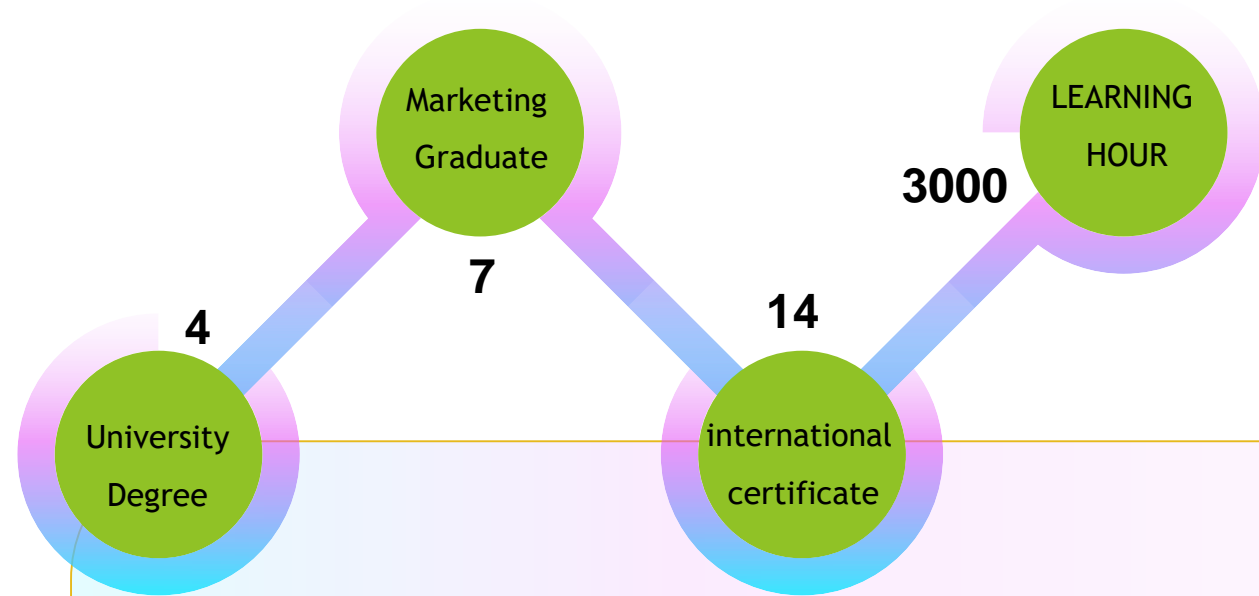 4
University
Degree
Marketing
Graduate
7
14
international
certificate
3000
LEARNING
HOUR